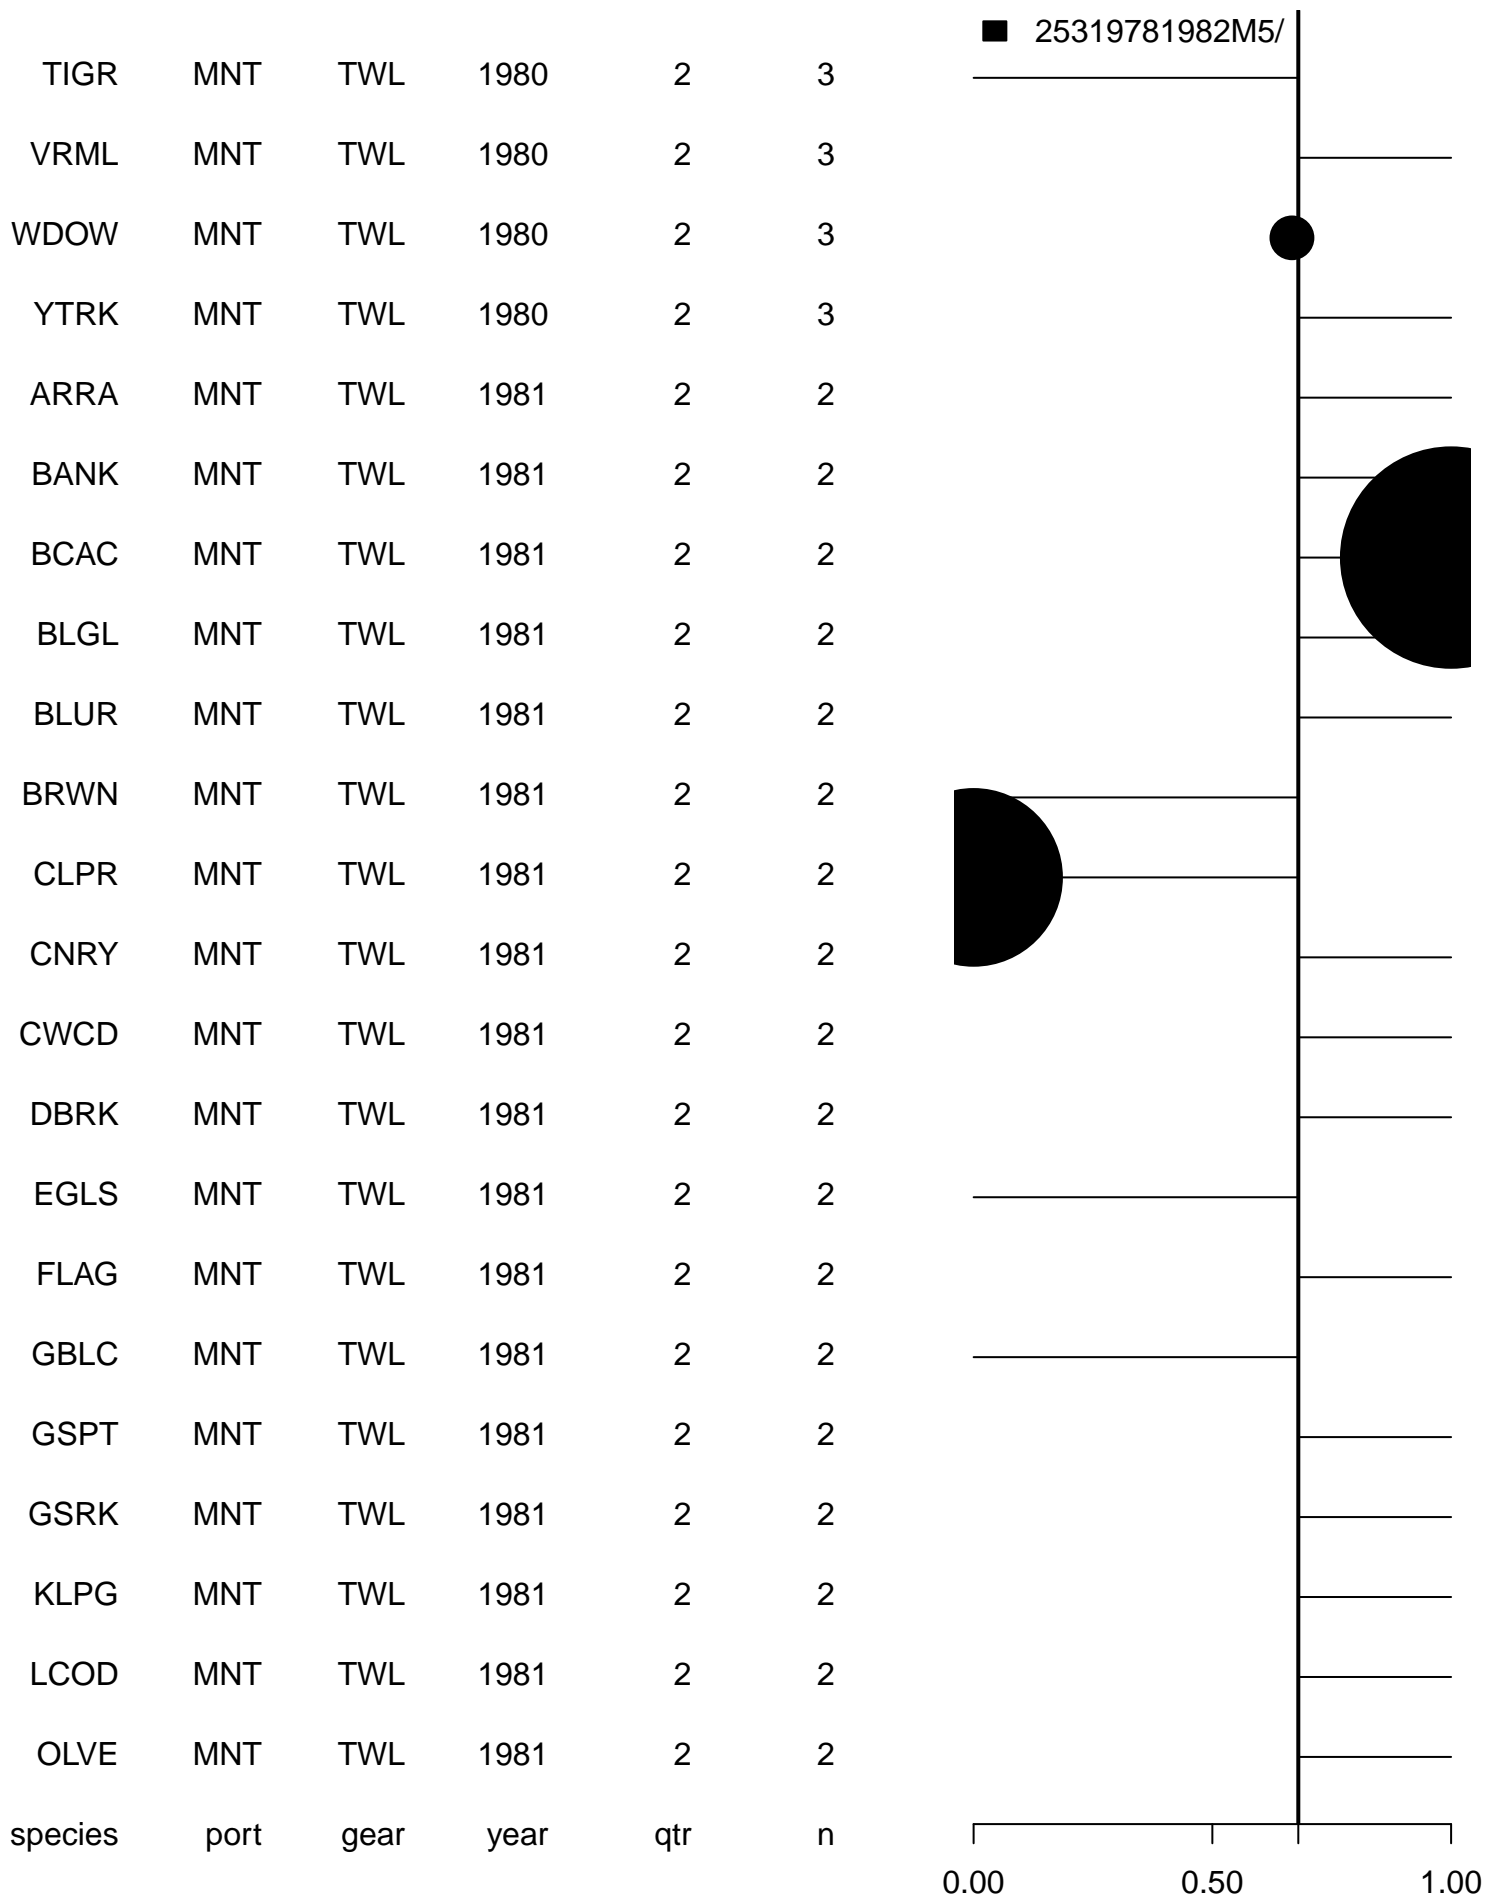 25319781982M5/
TIGR MNT TWL 1980 2 3
VRML MNT TWL 1980 2 3
WDOW MNT TWL 1980 2 3
YTRK MNT TWL 1980 2 3
ARRA MNT TWL 1981 2 2
BANK MNT TWL 1981 2 2
BCAC MNT TWL 1981 2 2
BLGL MNT TWL 1981 2 2
BLUR MNT TWL 1981 2 2
BRWN MNT TWL 1981 2 2
CLPR MNT TWL 1981 2 2
CNRY MNT TWL 1981 2 2
CWCD MNT TWL 1981 2 2
DBRK MNT TWL 1981 2 2
EGLS MNT TWL 1981 2 2
FLAG MNT TWL 1981 2 2
GBLC MNT TWL 1981 2 2
GSPT MNT TWL 1981 2 2
GSRK MNT TWL 1981 2 2
KLPG MNT TWL 1981 2 2
LCOD MNT TWL 1981 2 2
OLVE MNT TWL 1981 2 2
species port gear year qtr n
0.00 0.50 1.00